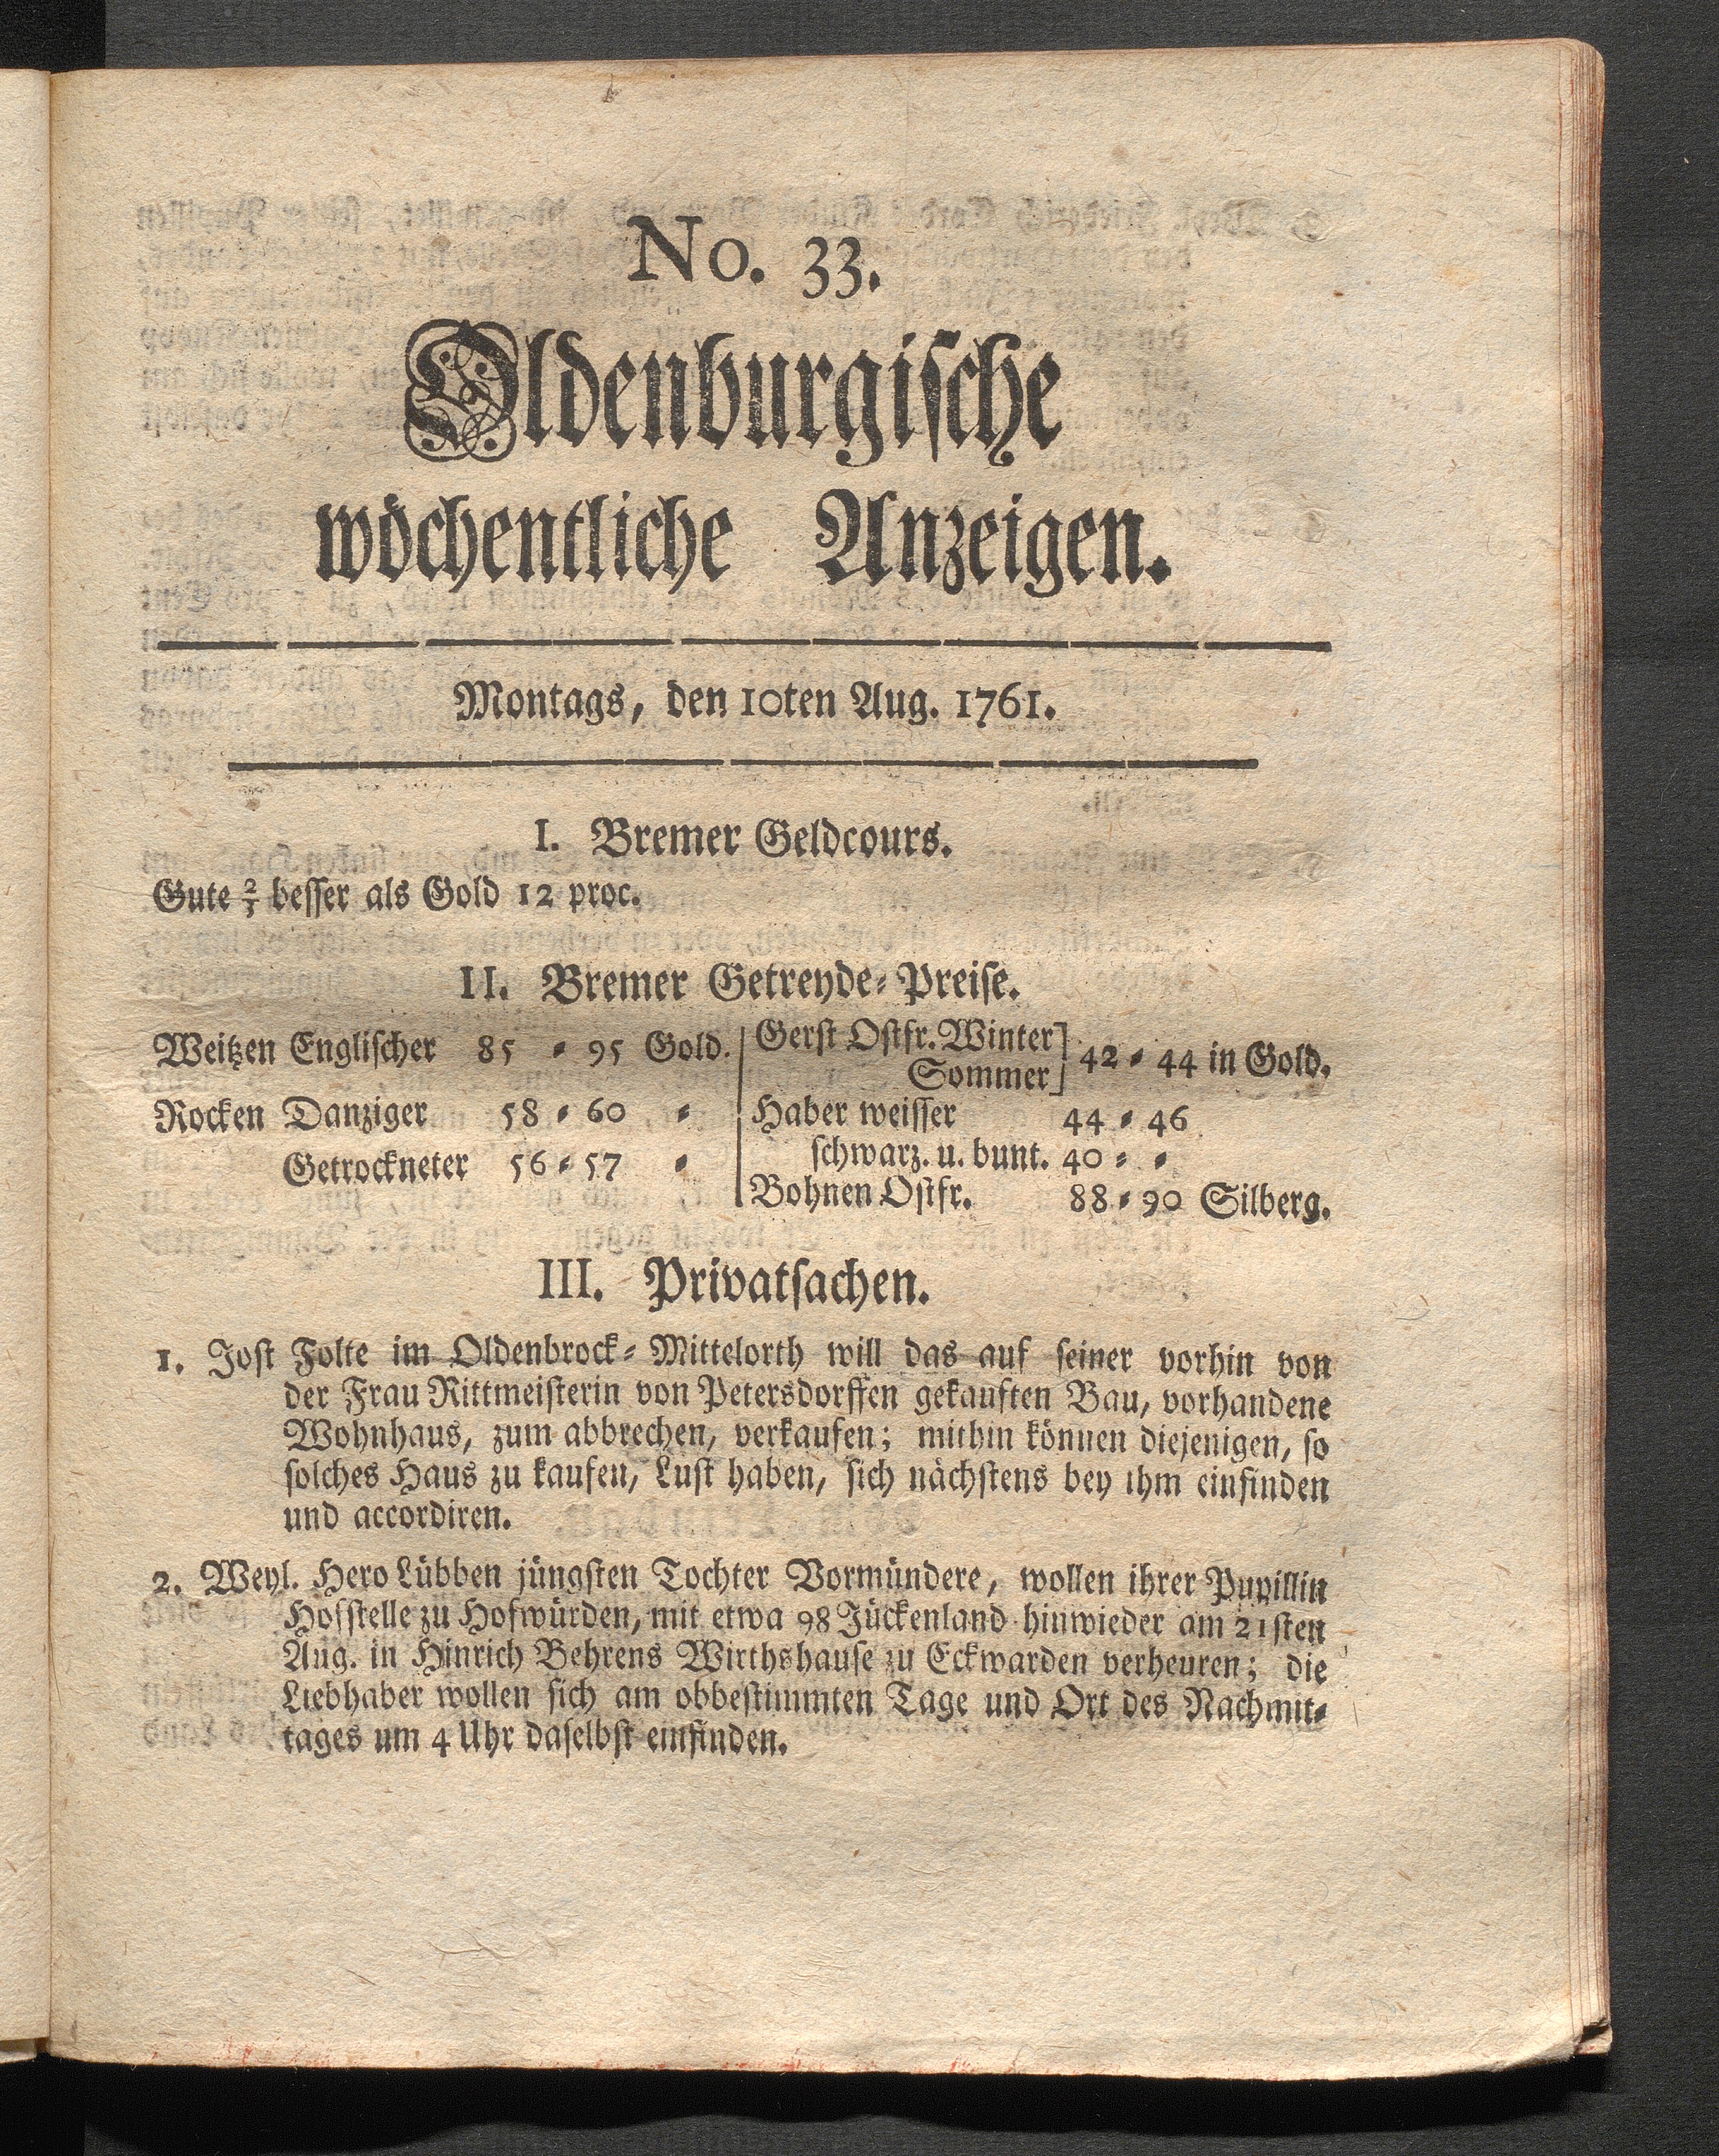 No. 33.
Oldenburgische
wöchentliche Anzeigen.
Montags, den 10ten Aug. 1761.
I. Bremer Geldcours.
Gute ⅔ besser als Gold 12 proc.
II. Bremer Getreyde-Preise.
Weitzen Englischer 85 - 95 Gold.
Rocken Danziger 58 - 60 -
Getrockneter 56 - 57 -
Gerst Ostfr. Winter] 42 - 44 in Gold.
Sommer]
Haber weisser 44 - 46
schwarz. u. bunt. 40 - -
Bohnen Ostfr. 88 - 90 Silberg.
III. Privatsachen.
1. Jost Folte im Oldenbrock-Mittelorth will das auf seiner vorhin von
der Frau Rittmeisterin von Petersdorffen gekauften Bau, vorhandene
Wohnhaus, zum abbrechen, verkaufen; mithin können diejenigen, so
solches Haus zu kaufen, Lust haben, sich nächstens bey ihm einfinden
und accordiren.
2. Weyl. Hero Lübben jüngsten Tochter Vormündere, wollen ihrer Pupillin
Hofstelle zu Hofwürden, mit etwa 98 Jückenland hinwieder am 21sten
Aug. in Hinrich Behrens Wirthshause zu Eckwarden verheuren; die
Liebhaber wollen sich am obbestimmten Tage und Ort des Nachmit-
tages um 4 Uhr daselbst einfinden.